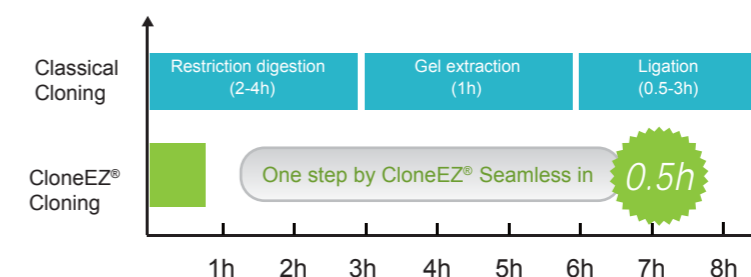 Classical
Cloning
Restriction digestion
(2-4h)
Gel extraction
(1h)
Ligation
(0.5-3h)
CloneEZ®
Cloning
One step by CloneEZ® Seamless in
0.5h
1h 2h 3h 4h 5h 6h 7h 8h